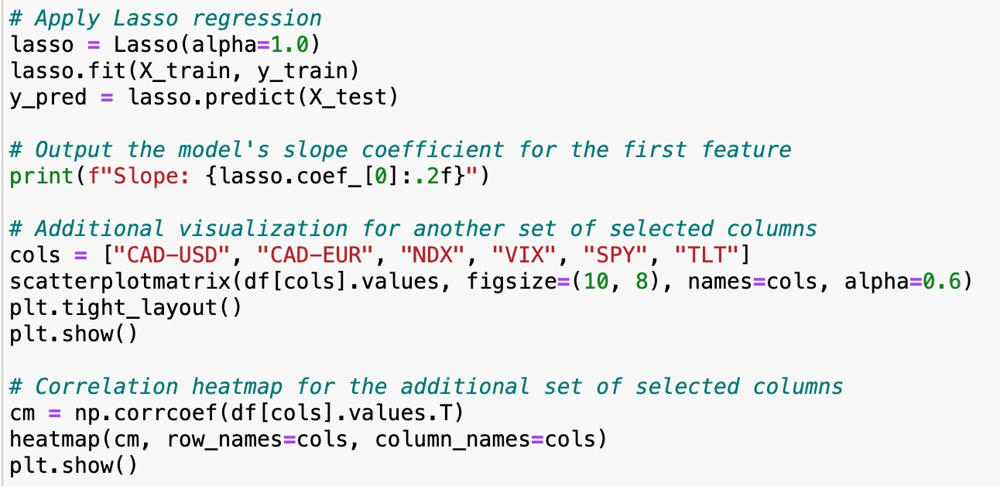 # Apply Lasso regression
lasso = Lasso(alpha=1.0)
lasso.fit(X_train, y_train)
y_pred = lasso.predict(X_test)
# Output the model's slope coefficient for the first feature
print(f"Slope: {lasso.coef_[0]:.2f}")
# Additional visualization for another set of selected columns
cols = ["CAD-USD", "CAD-EUR", "NDX", "VIX", "SPY", "TLT"]
scatterplotmatrix(df[cols].values, figsize=(10, 8), names=cols, alpha=0.6)
plt.tight_layout()
plt.show()
# Correlation heatmap for the additional set of selected columns
cm = np.corrcoef(df[cols].values.T)
heatmap(cm, row_names=cols, column_names=cols)
plt.show()